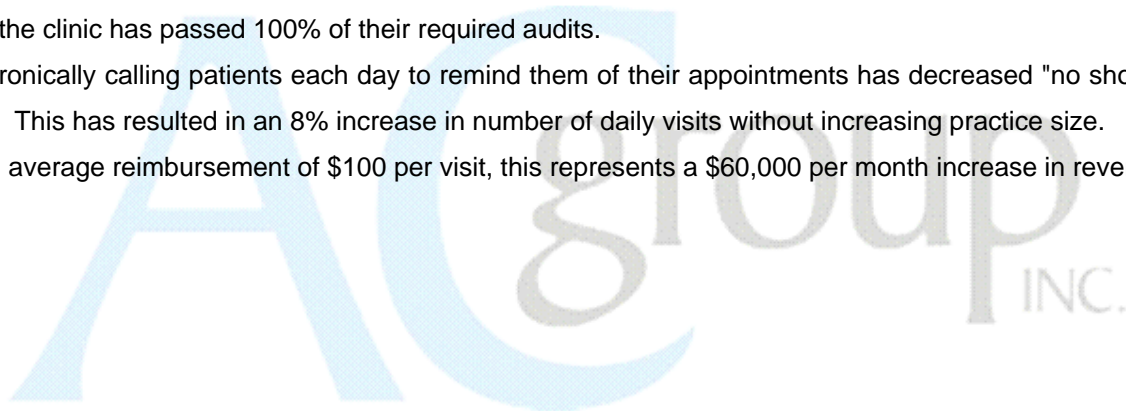 the clinic has passed 100% of their required audits.
ronically calling patients each day to remind them of their appointments has decreased "no sho
This has resulted in an 8% increase in number of daily visits without increasing practice size.
average reimbursement of $100 per visit, this represents a $60,000 per month increase in reve
ACgroup
INC.